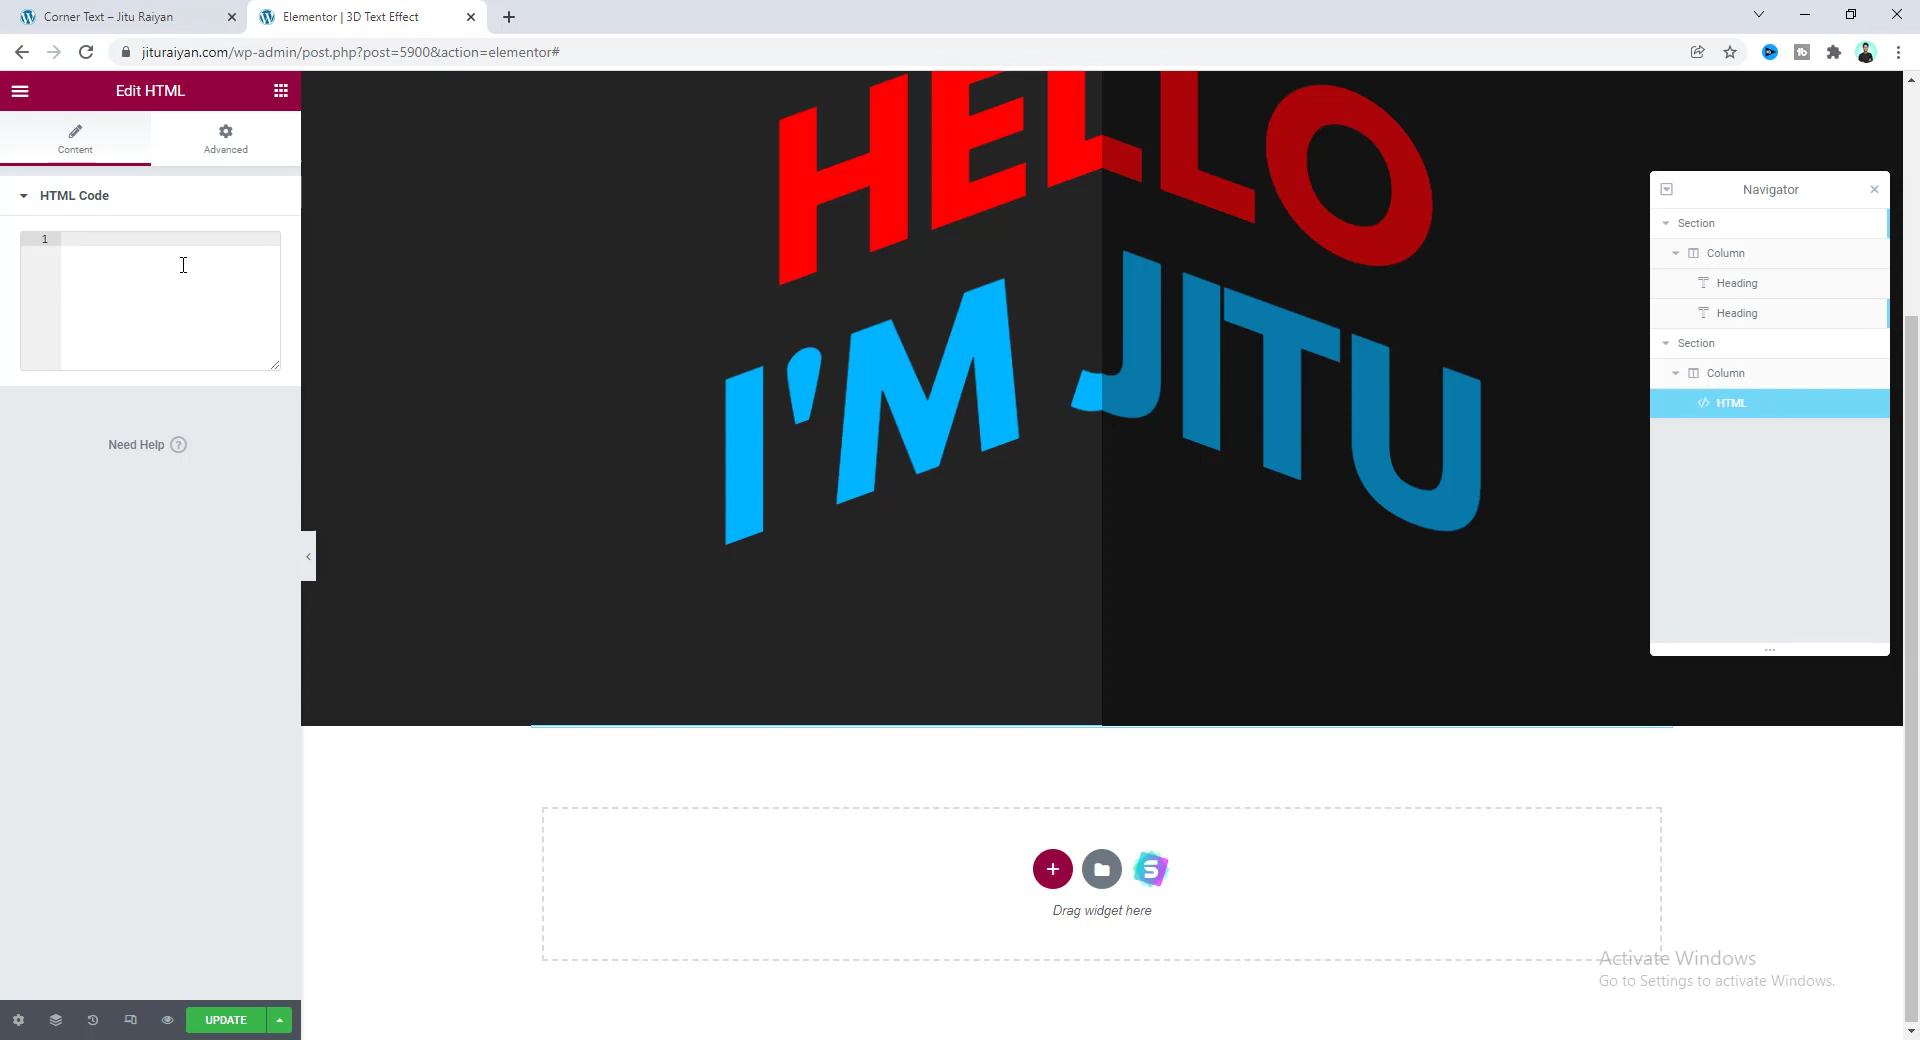 Corner Text – Jitu Raiyan
Elementor | 3D Text Effect
jituraiyan.com/wp-admin/post.php?post=5900&action=elementor#
Edit HTML
Content
Advanced
HTML Code
1
Need Help ?
UPDATE
HELLO
I'M JITU
Navigator
Section
Column
Heading
Heading
Section
Column
</> HTML
Drag widget here
Activate Windows
Go to Settings to activate Windows.